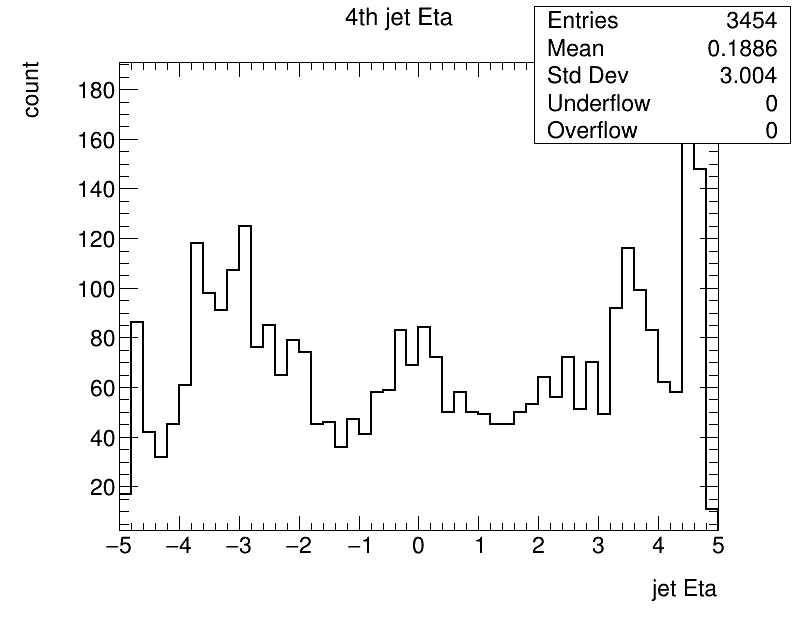 4th jet Eta
Entries 3454
Mean 0.1886
Std Dev 3.004
Underflow 0
Overflow 0
count
180
160
140
120
100
80
60
40
20
−5 −4 −3 −2 −1 0 1 2 3 4 5
jet Eta